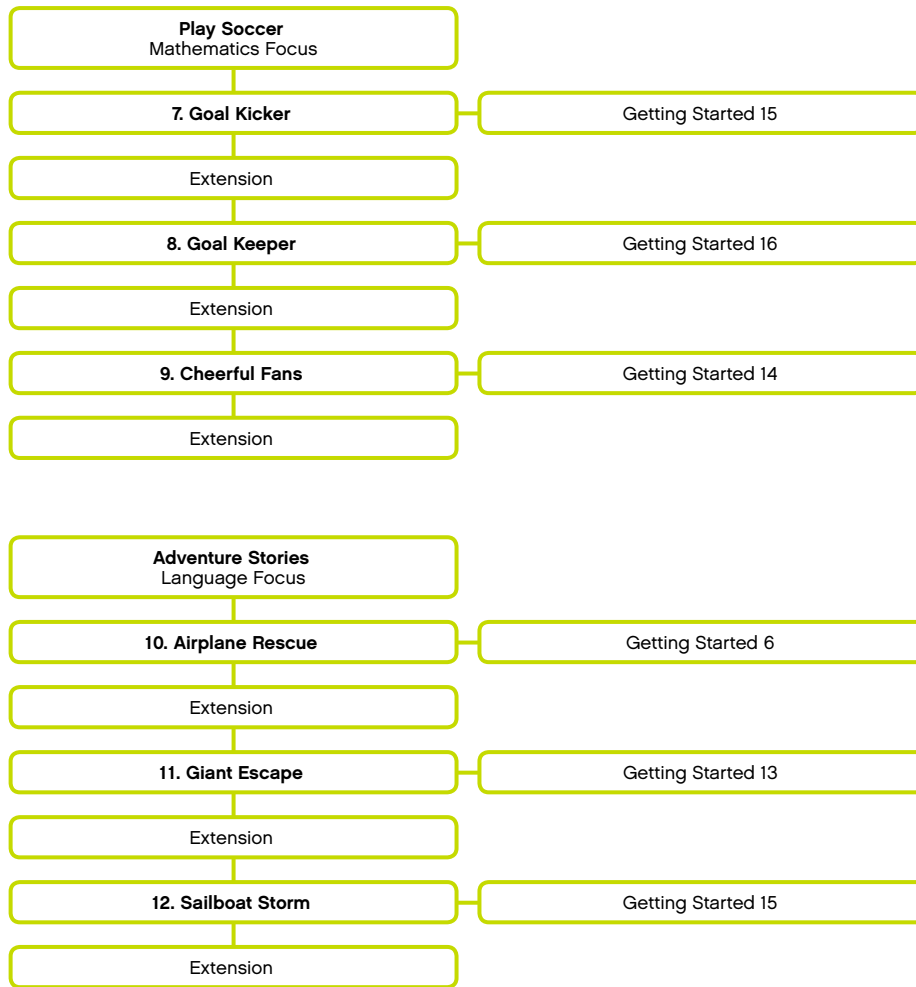 Play Soccer
Mathematics Focus
7. Goal Kicker
Getting Started 15
Extension
8. Goal Keeper
Getting Started 16
Extension
9. Cheerful Fans
Getting Started 14
Extension
Adventure Stories
Language Focus
10. Airplane Rescue
Getting Started 6
Extension
11. Giant Escape
Getting Started 13
Extension
12. Sailboat Storm
Getting Started 15
Extension